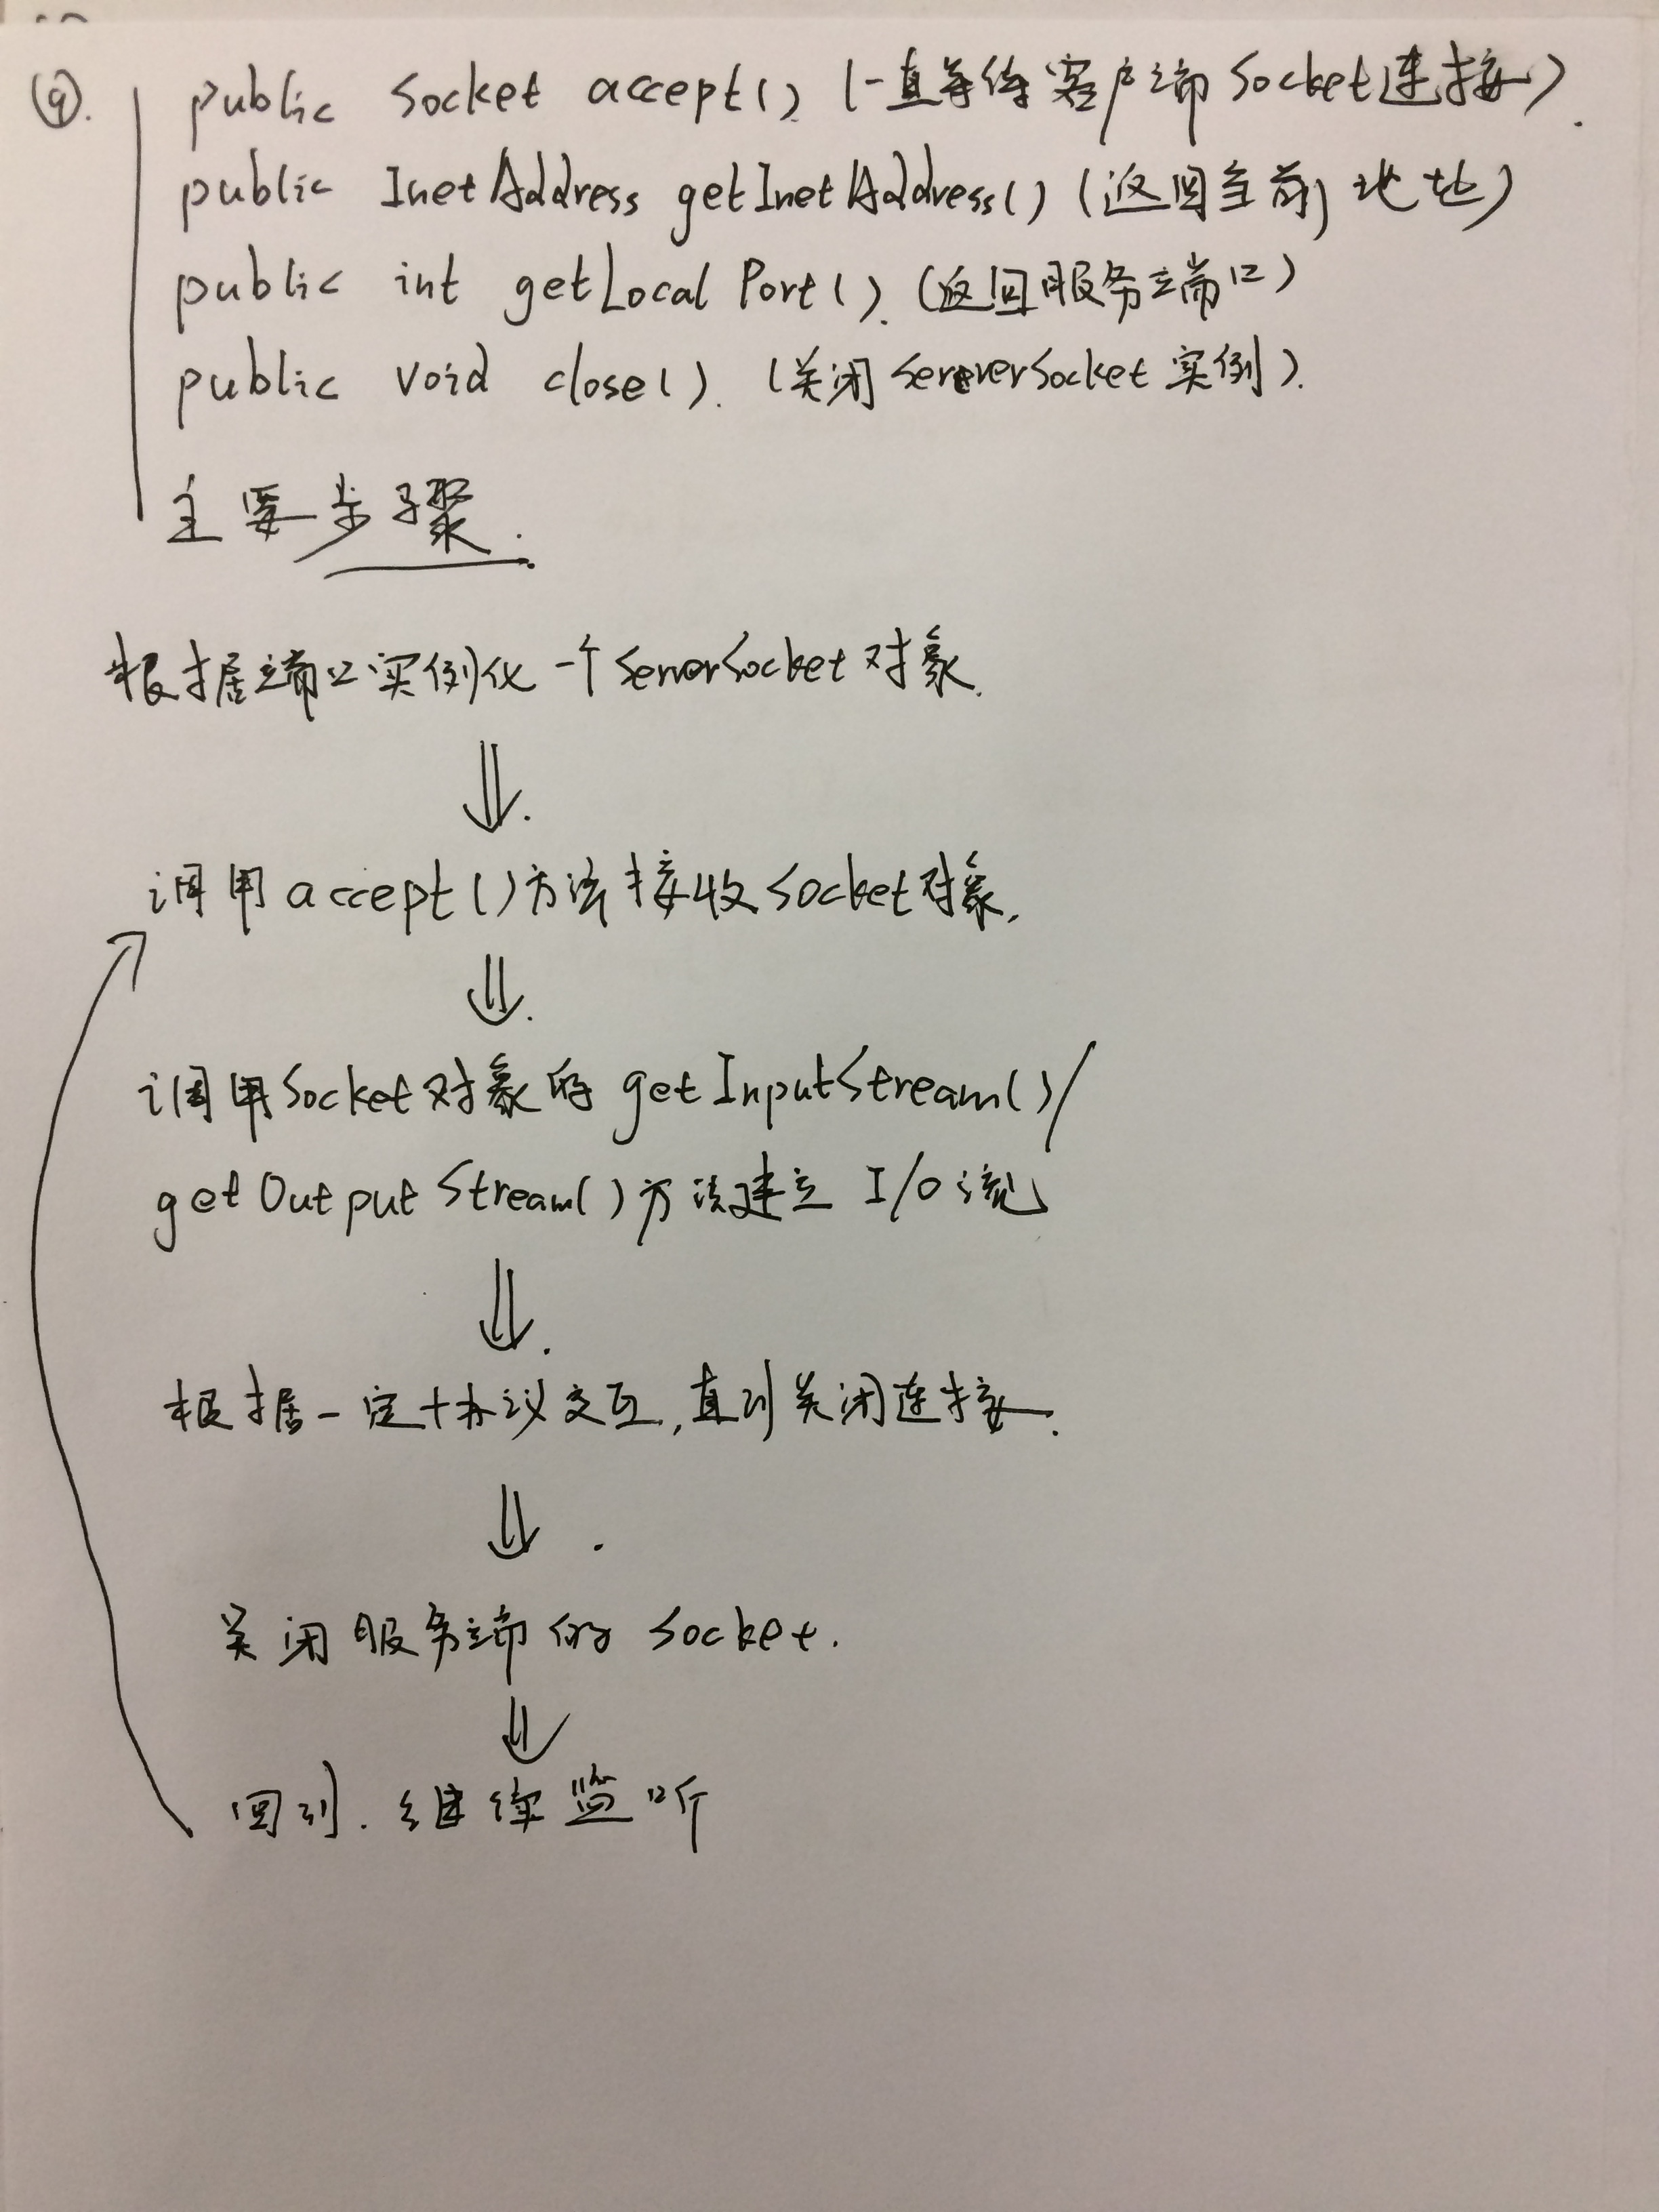 ⑨. public Socket accept() (一直等待客户端Socket连接).
public InetAddress getInetAddress() (返回当前地址)
public int getLocalPort(). (返回服务端口)
public void close(). (关闭ServerSocket实例).
主要步骤.
根据端口实例化一个ServerSocket对象.
⇓.
调用accept()方法接收Socket对象.
⇓.
调用Socket对象的getInputStream()/
getOutputStream()方法建立I/O流
⇓.
根据一定协议交互,直到关闭连接.
⇓.
关闭服务端的Socket.
⇓
回到.继续监听